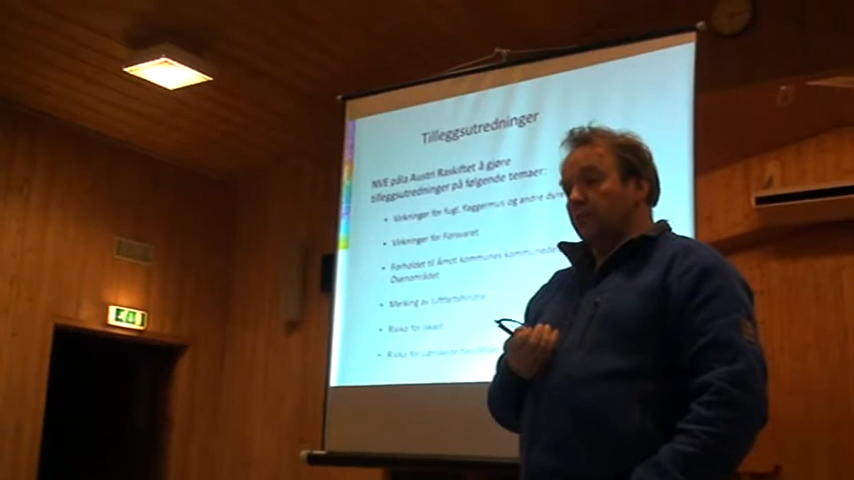 Tilleggsutredninger
NVE påla Austri Raskiftet å gjøre
tilleggsutredninger på følgende temaer:
• Virkninger for fugl, flaggermus og andre
• Virkninger for Forsvaret
• Forholdet til Åmot kommunes
Osenområdet
• Merking av luftfartshindre
• Risiko for iskast
• Risiko for